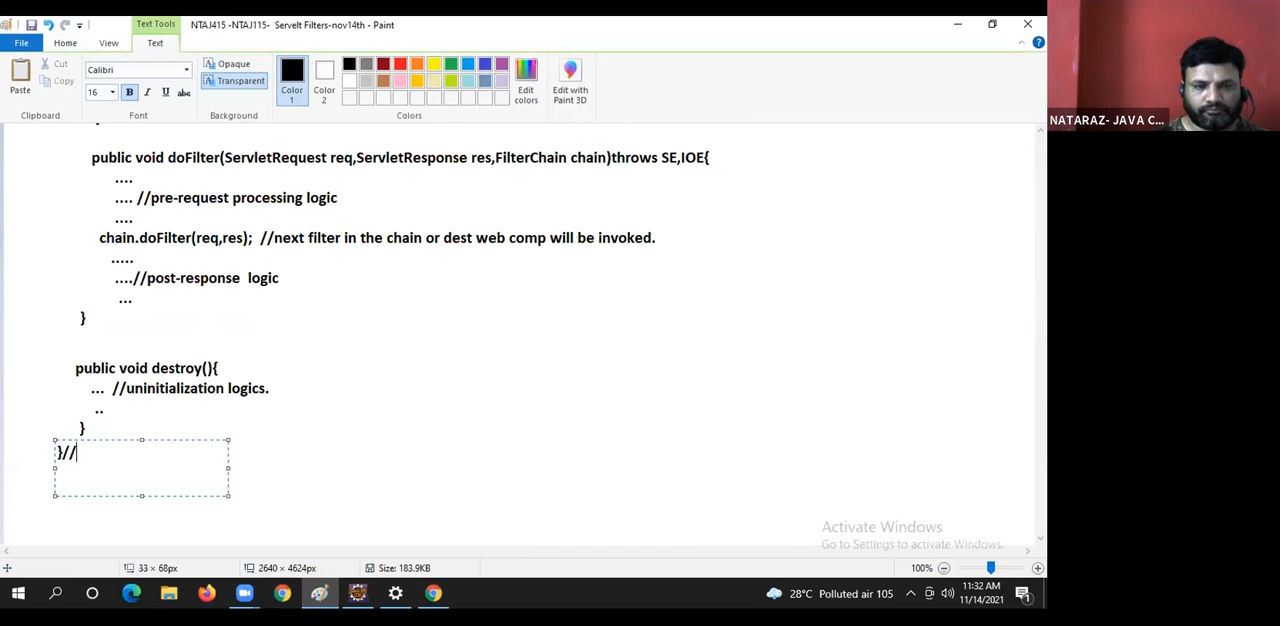 Text Tools
NTAJ415 -NTAJ115- Servelt Filters-nov14th - Paint
File Home View Text
Paste
Cut
Copy
Clipboard
Calibri
16 B I U abc
Font
Opaque
Transparent
Background
Color 1
Color 2
Edit colors
Colors
Edit with Paint 3D
NATARAZ- JAVA C...
public void doFilter(ServletRequest req,ServletResponse res,FilterChain chain)throws SE,IOE{
....
.... //pre-request processing logic
....
chain.doFilter(req,res); //next filter in the chain or dest web comp will be invoked.
.....
....//post-response logic
...
}
public void destroy(){
... //uninitialization logics.
..
}
}//
Activate Windows
Go to Settings to activate Windows.
33 × 68px
2640 × 4624px
Size: 183.9KB
100%
28°C Polluted air 105
11:32 AM
11/14/2021
1